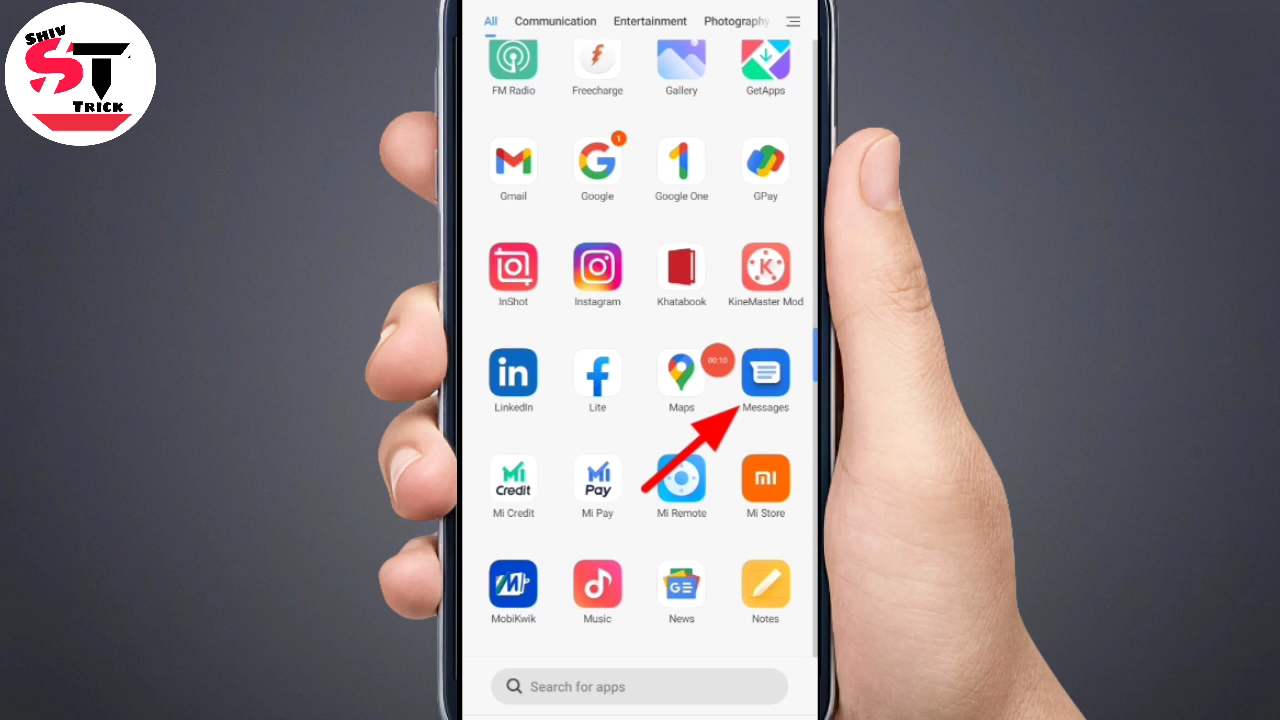 SHIV
ST
TRICK
All Communication Entertainment Photography
FM Radio Freecharge Gallery GetApps
1
Gmail Google Google One GPay
InShot Instagram Khatabook KineMaster Mod
00:10
LinkedIn Lite Maps Messages
Mi Credit
Mi Pay
mi
Mi Credit Mi Pay Mi Remote Mi Store
MobiKwik Music News Notes
Search for apps